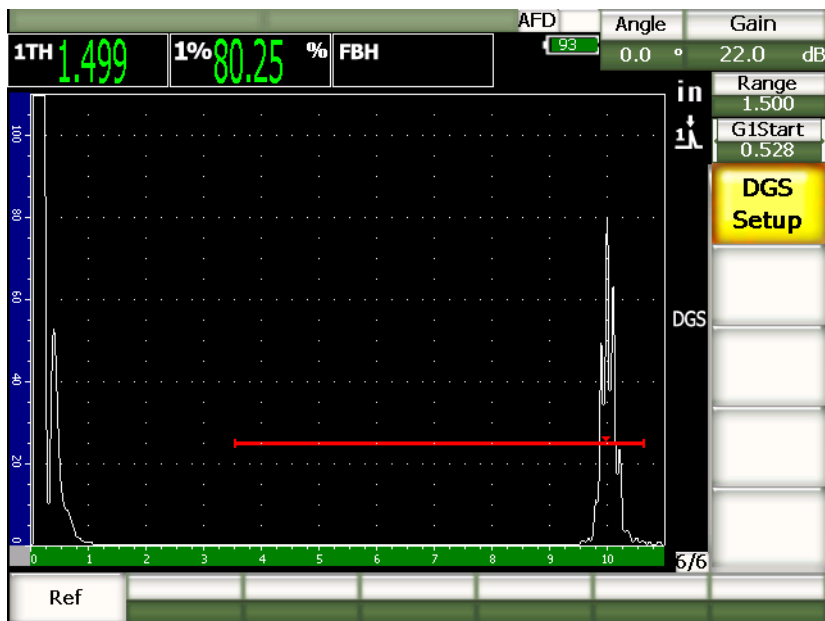 AFD
Angle
Gain
1TH 1.499
1% 80.25 %
FBH
93
0.0 °
22.0 dB
in
Range
1.500
1
G1Start
0.528
DGS
Setup
100
80
60
40
20
0
DGS
0 1 2 3 4 5 6 7 8 9 10
6/6
Ref